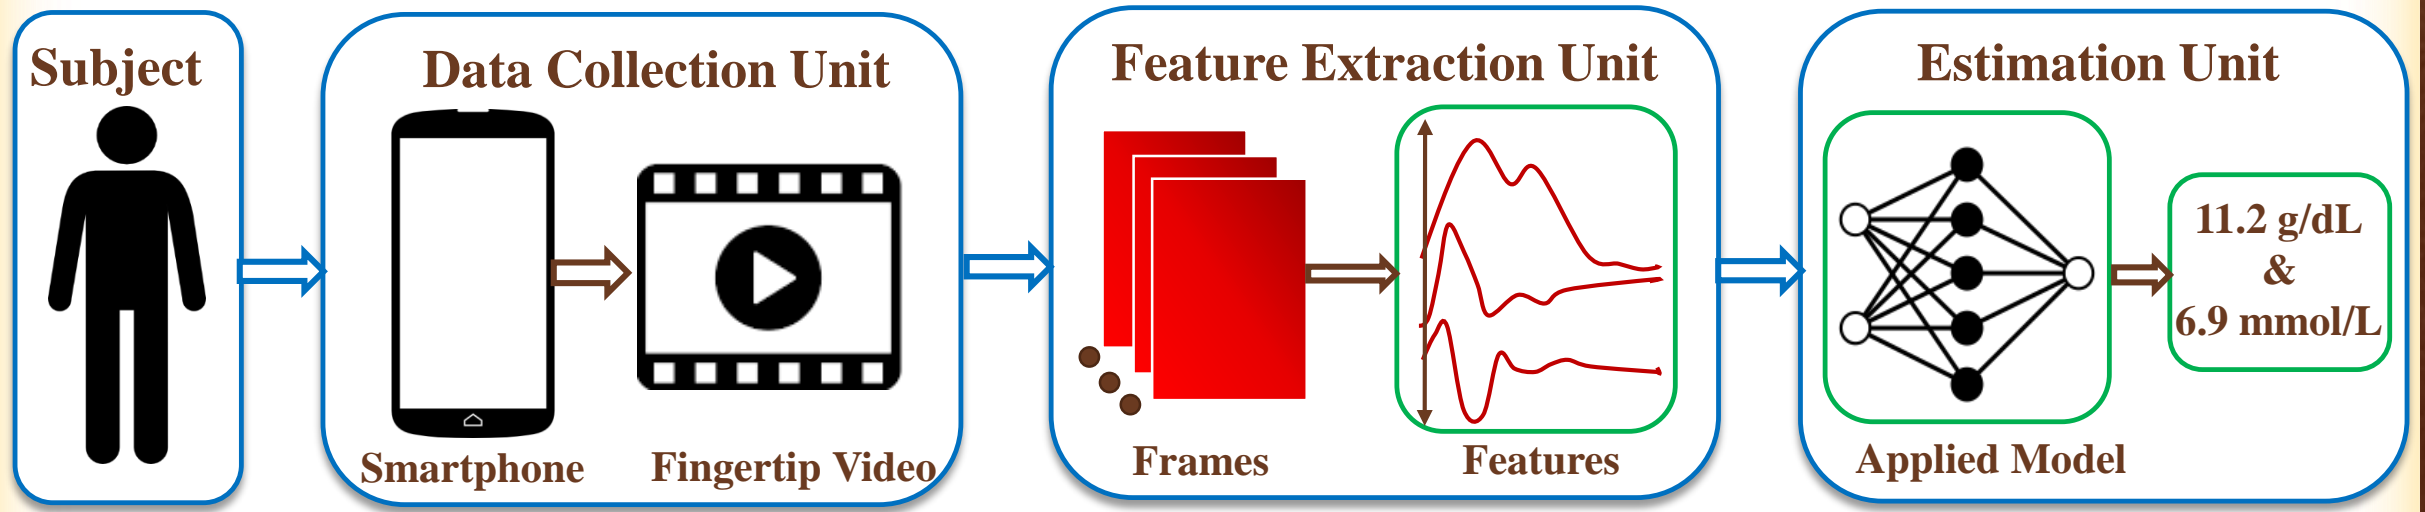 Subject
Data Collection Unit
Smartphone
Fingertip Video
Feature Extraction Unit
Frames
Features
Estimation Unit
Applied Model
11.2 g/dL
&
6.9 mmol/L